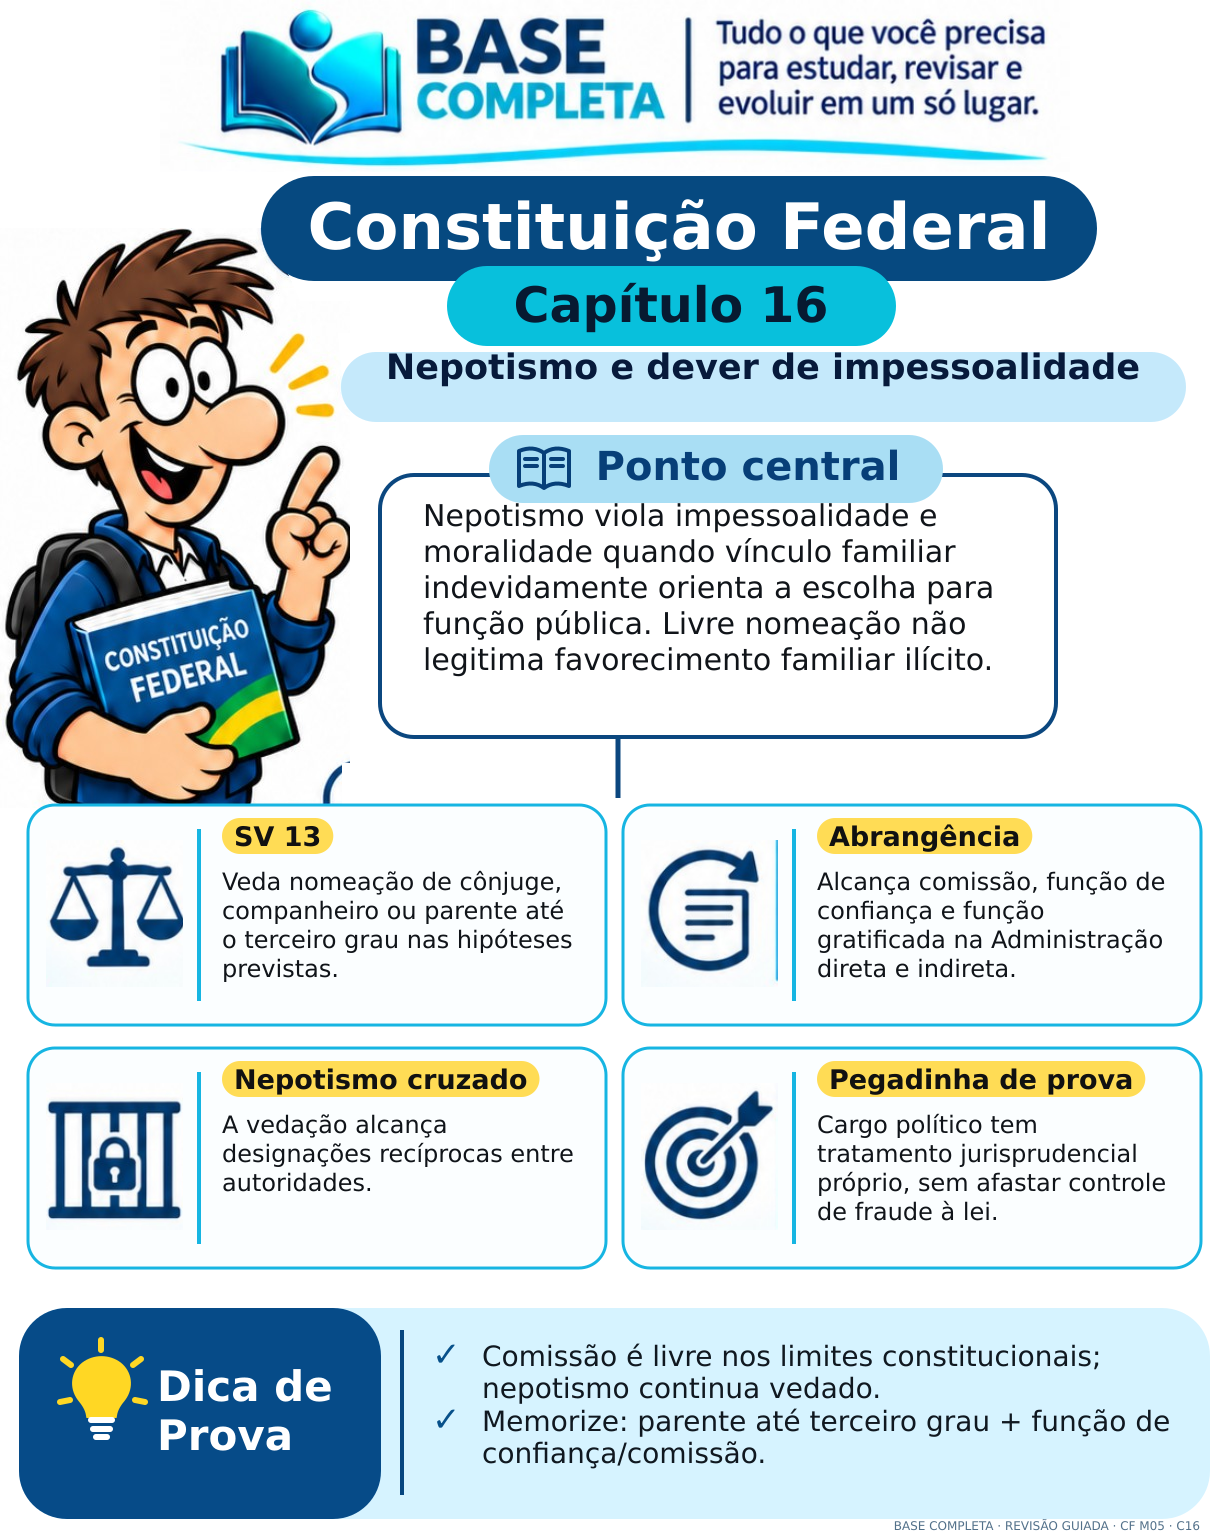 BASE
COMPLETA
Tudo o que você precisa
para estudar, revisar e
evoluir em um só lugar.
Constituição Federal
Capítulo 16
Nepotismo e dever de impessoalidade
Ponto central
Nepotismo viola impessoalidade e
moralidade quando vínculo familiar
indevidamente orienta a escolha para
função pública. Livre nomeação não
legitima favorecimento familiar ilícito.
CONSTITUIÇÃO
FEDERAL
SV 13
Veda nomeação de cônjuge,
companheiro ou parente até
o terceiro grau nas hipóteses
previstas.
Abrangência
Alcança comissão, função de
confiança e função
gratificada na Administração
direta e indireta.
Nepotismo cruzado
A vedação alcança
designações recíprocas entre
autoridades.
Pegadinha de prova
Cargo político tem
tratamento jurisprudencial
próprio, sem afastar controle
de fraude à lei.
Dica de
Prova
✓ Comissão é livre nos limites constitucionais;
nepotismo continua vedado.
✓ Memorize: parente até terceiro grau + função de
confiança/comissão.
BASE COMPLETA · REVISÃO GUIADA · CF M05 · C16